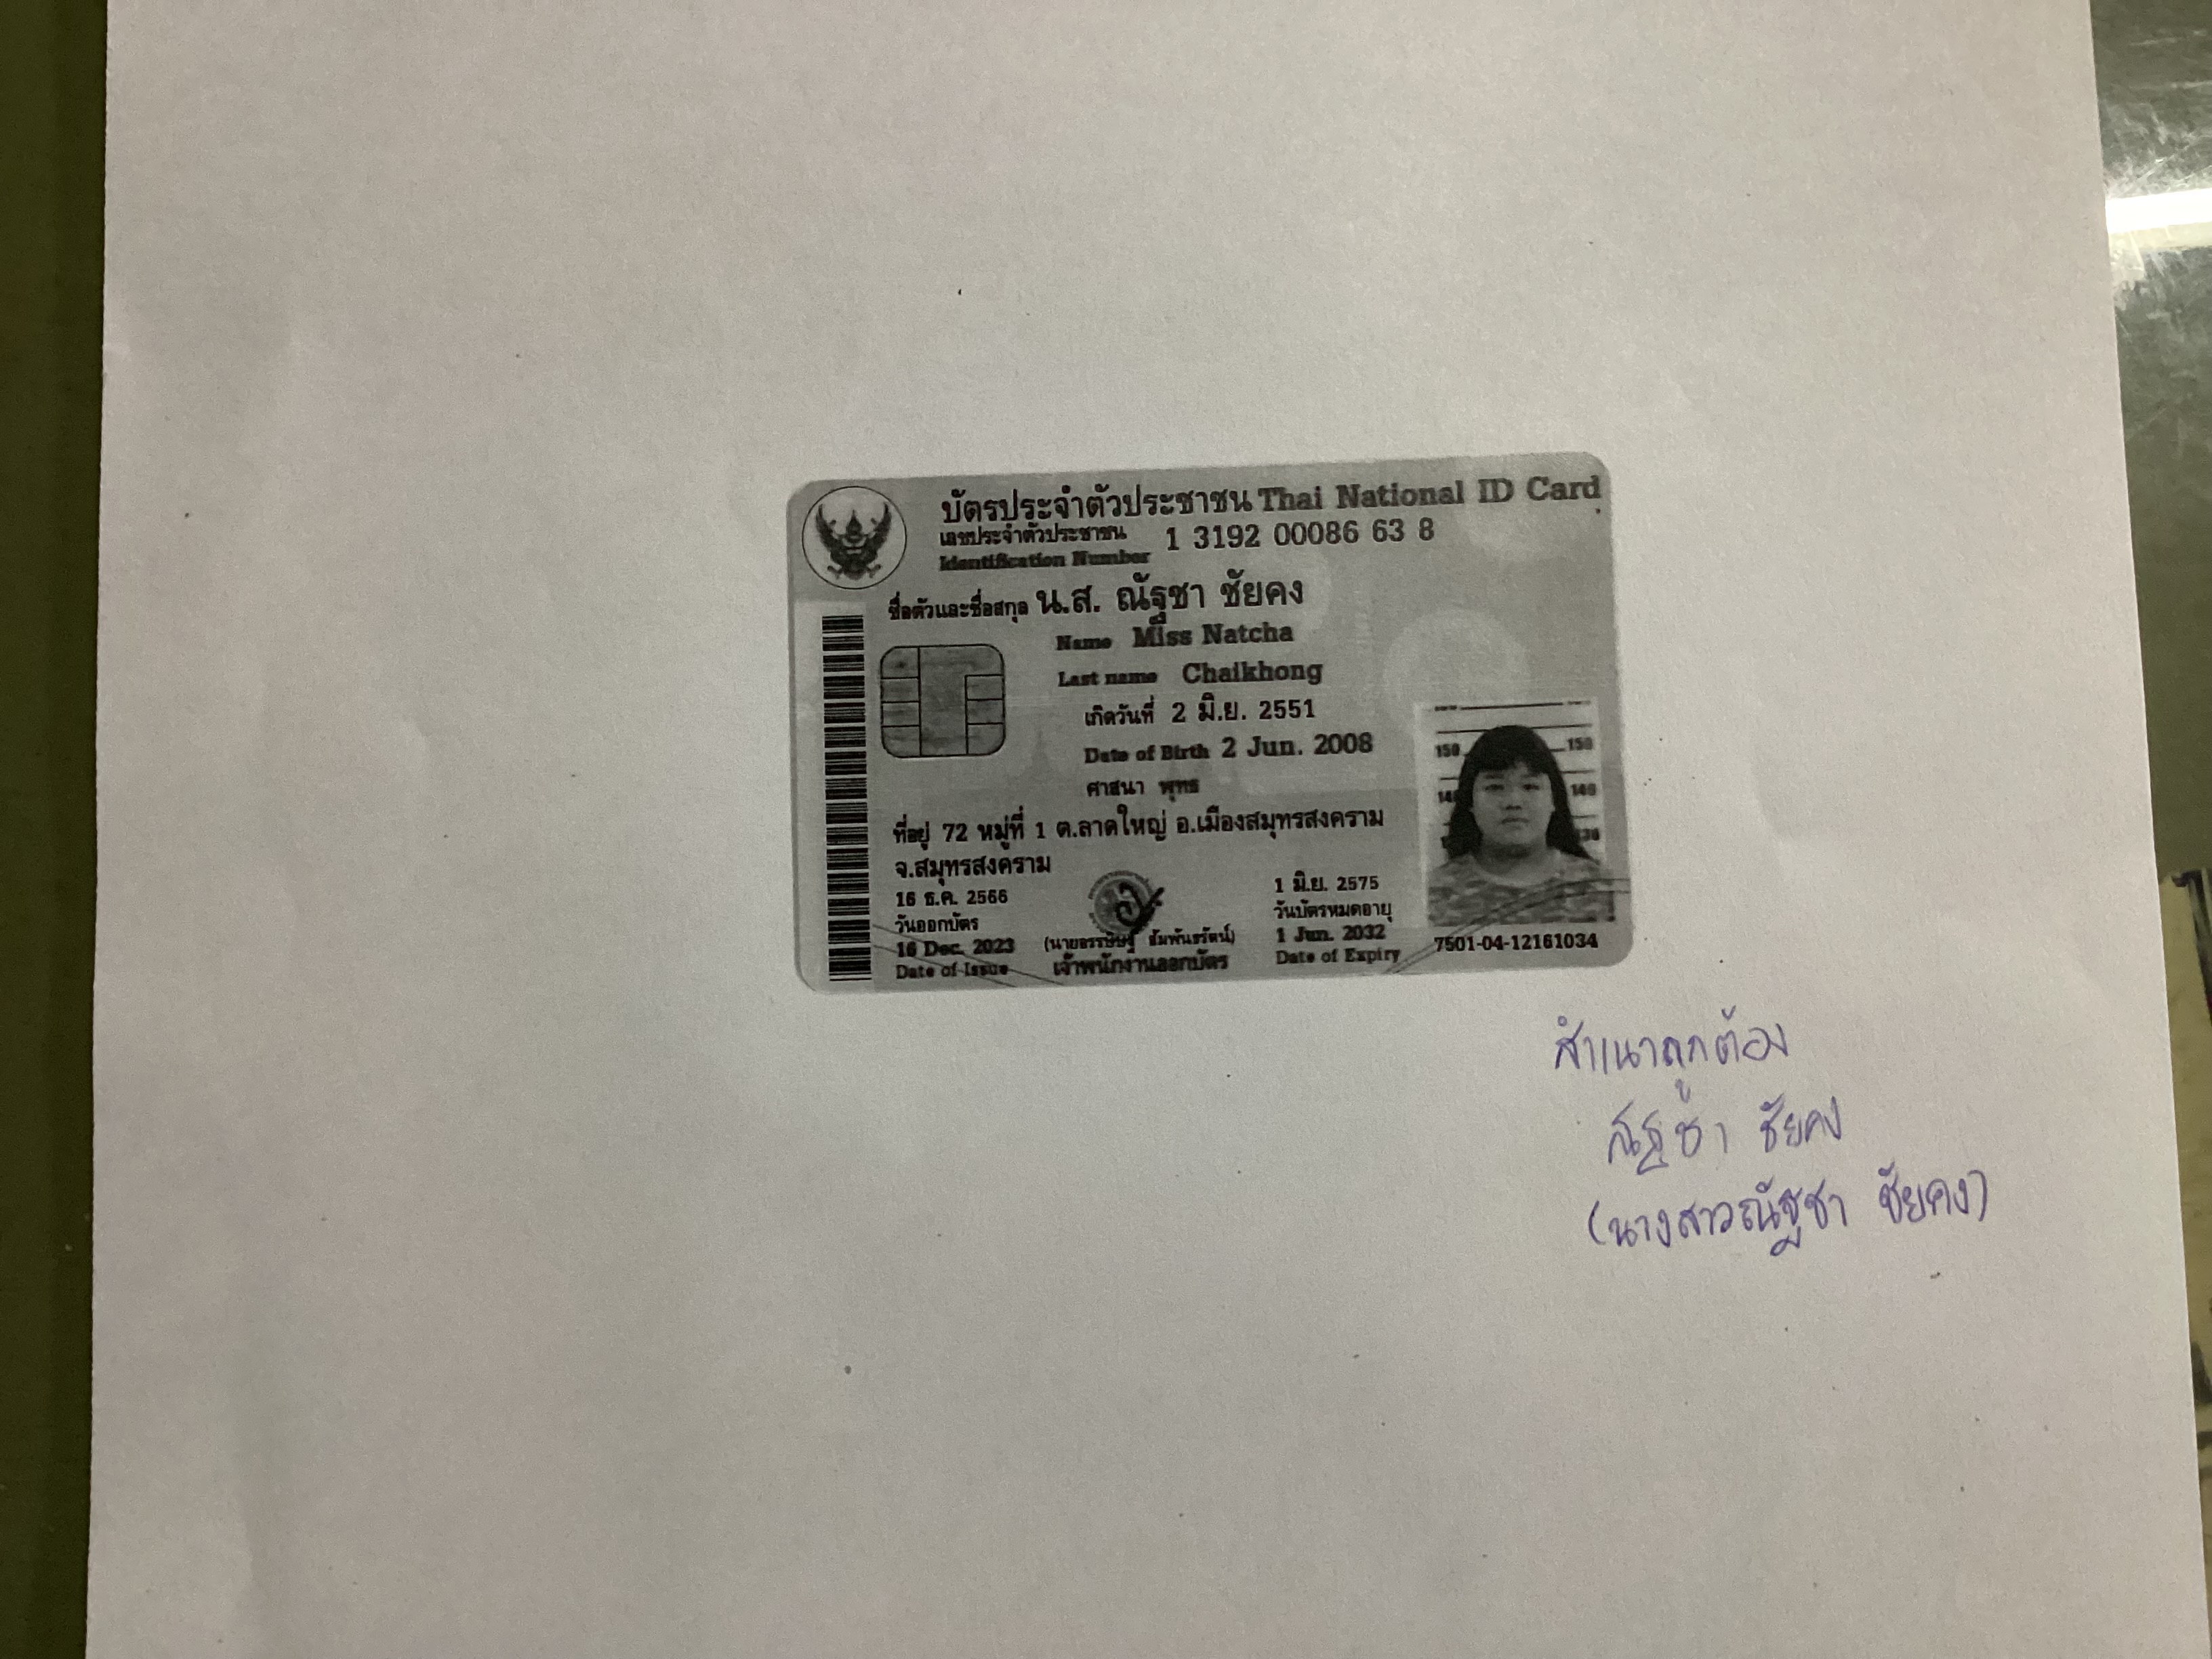 บัตรประจำตัวประชาชน Thai National ID Card
เลขประจำตัวประชาชน
Identification Number
1 3192 00086 63 8
ชื่อตัวและชื่อสกุล น.ส. ณัฐชา ชัยคง
Name Miss Natcha
Last name Chaikhong
เกิดวันที่ 2 มิ.ย. 2551
Date of Birth 2 Jun. 2008
ศาสนา พุทธ
ที่อยู่ 72 หมู่ที่ 1 ต.ลาดใหญ่ อ.เมืองสมุทรสงคราม
จ.สมุทรสงคราม
16 ธ.ค. 2566
วันออกบัตร
16 Dec. 2023
Date of Issue
เจ้าพนักงานออกบัตร
1 มิ.ย. 2575
วันบัตรหมดอายุ
1 Jun. 2032
Date of Expiry
150 150
140
7501-04-12161034
สำเนาถูกต้อง
ณัฐชา ชัยคง
(นางสาวณัฐชา ชัยคง)